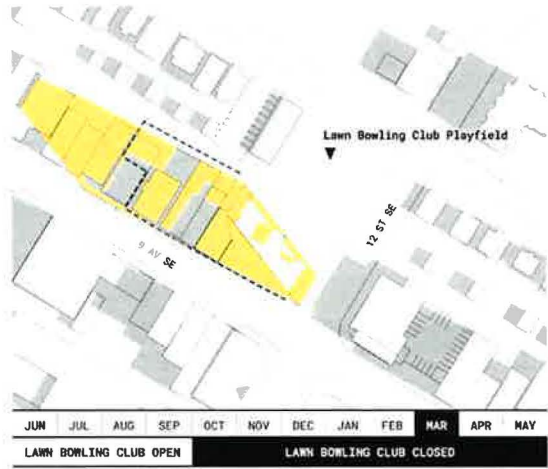 Lawn Bowling Club Playfield
12 ST SE
9 AV SE
JUN JUL AUG SEP OCT NOV DEC JAN FEB MAR APR MAY
LAWN BOWLING CLUB OPEN LAWN BOWLING CLUB CLOSED